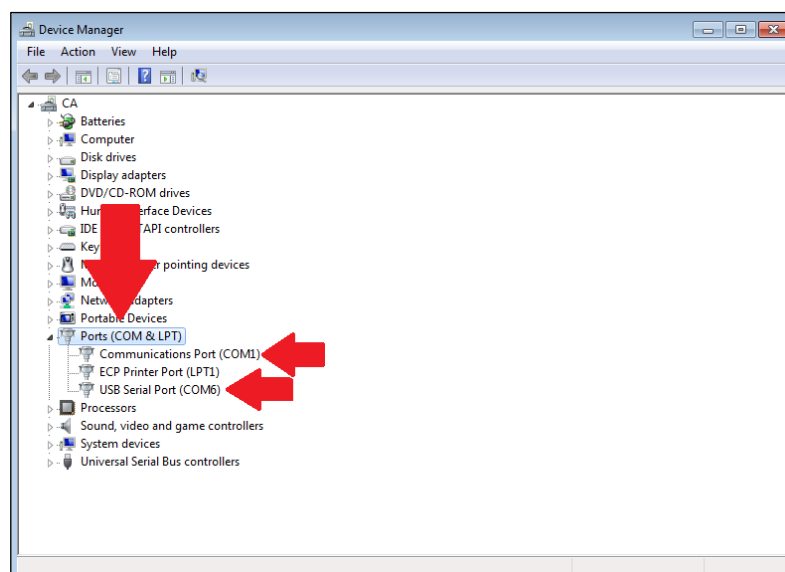 Device Manager
File Action View Help
CA
Batteries
Computer
Disk drives
Display adapters
DVD/CD-ROM drives
Hu erface Devices
IDE TAPI controllers
Key
r pointing devices
Mo
Netw dapters
Portable Devices
Ports (COM & LPT)
Communications Port (COM1)
ECP Printer Port (LPT1)
USB Serial Port (COM6)
Processors
Sound, video and game controllers
System devices
Universal Serial Bus controllers